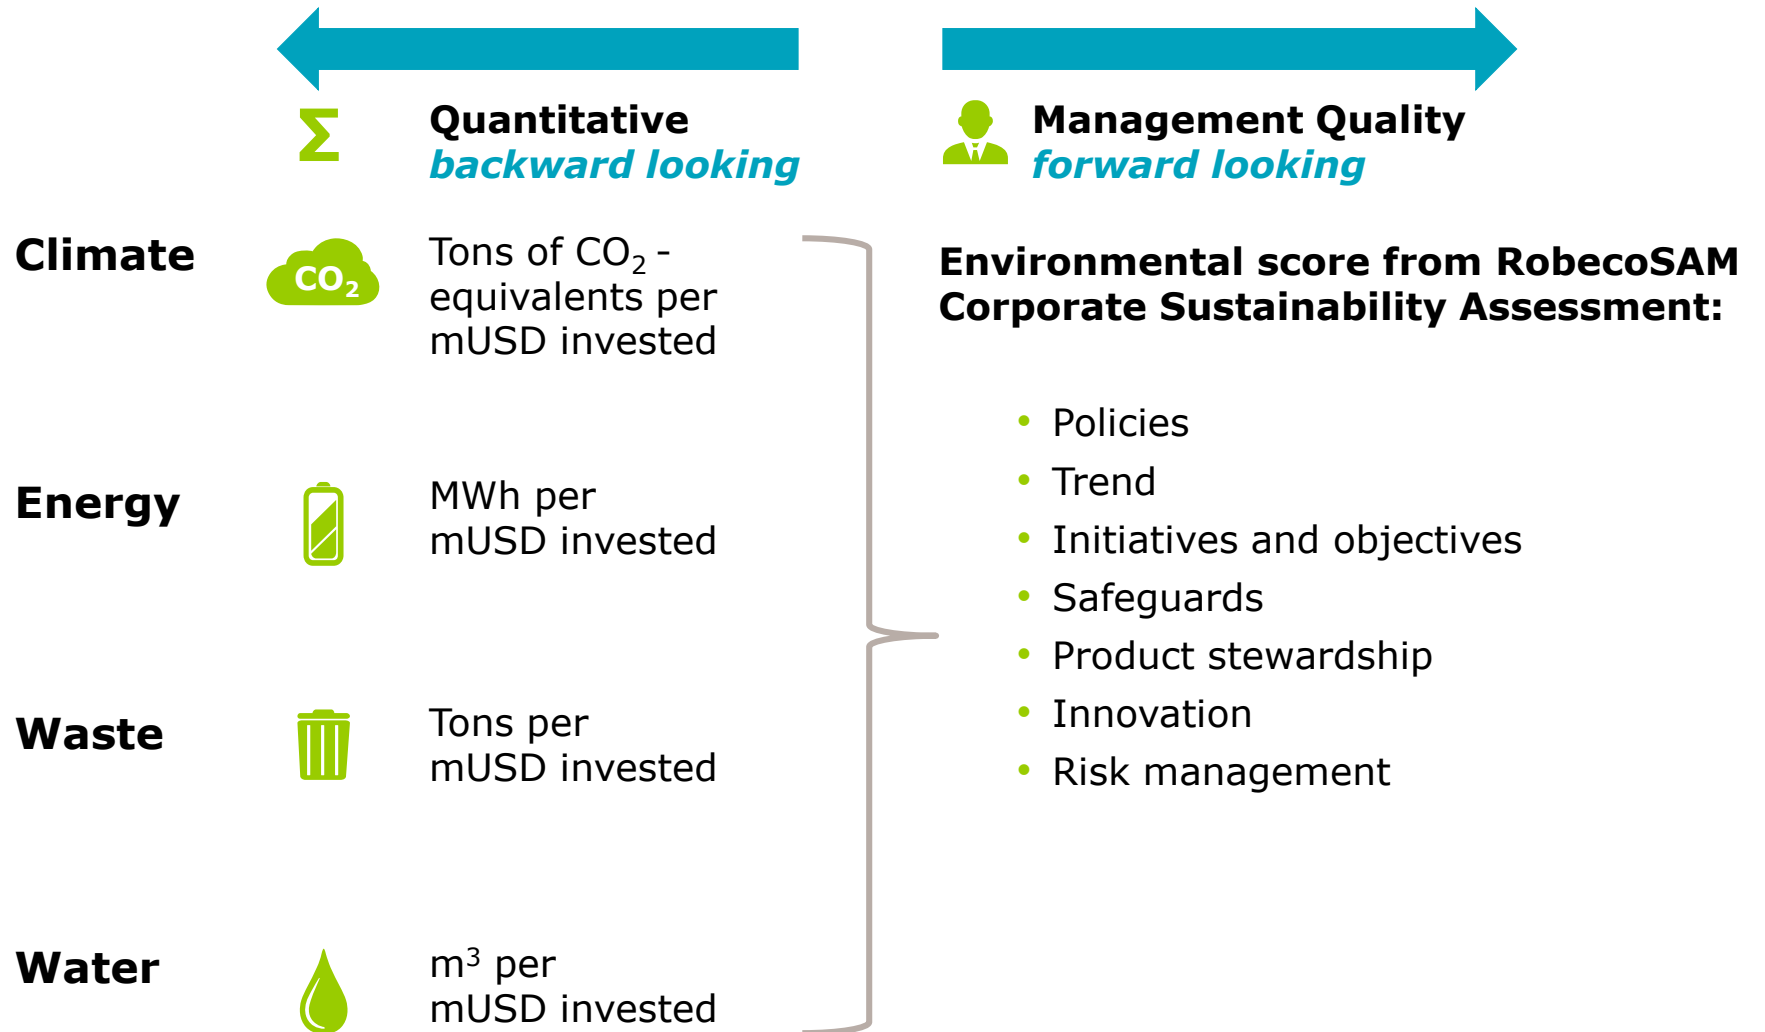 Σ
Quantitative
backward looking
Management Quality
forward looking
Climate
CO₂
Tons of CO₂ -
equivalents per
mUSD invested
Energy
MWh per
mUSD invested
Waste
Tons per
mUSD invested
Water
m³ per
mUSD invested
Environmental score from RobecoSAM
Corporate Sustainability Assessment:
• Policies
• Trend
• Initiatives and objectives
• Safeguards
• Product stewardship
• Innovation
• Risk management